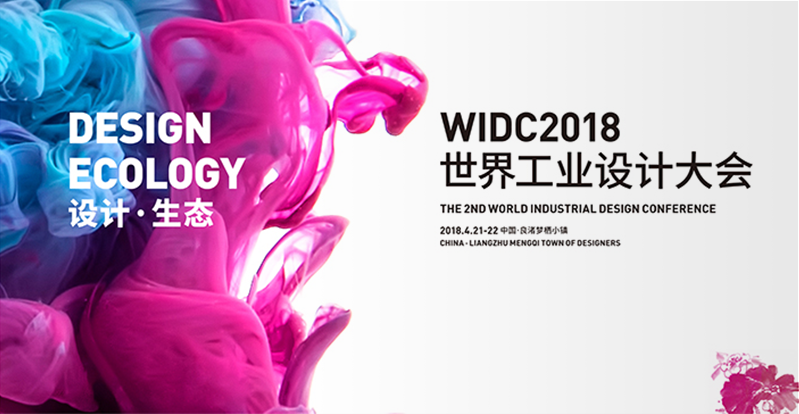 DESIGN
ECOLOGY
设计·生态
WIDC2018
世界工业设计大会
THE 2ND WORLD INDUSTRIAL DESIGN CONFERENCE
2018.4.21-22 中国·良渚梦栖小镇
CHINA - LIANGZHU MENGQI TOWN OF DESIGNERS